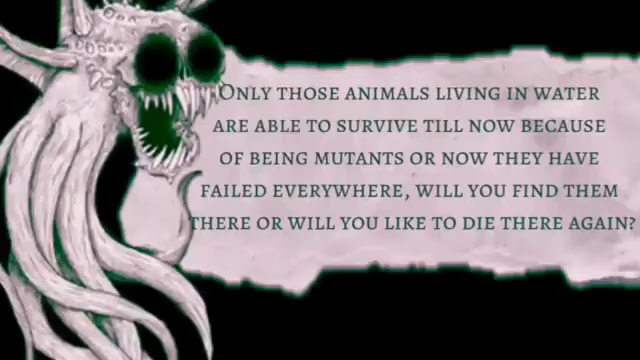 Only those animals living in water
are able to survive till now because
of being mutants or now they have
failed everywhere, will you find them
there or will you like to die there again?